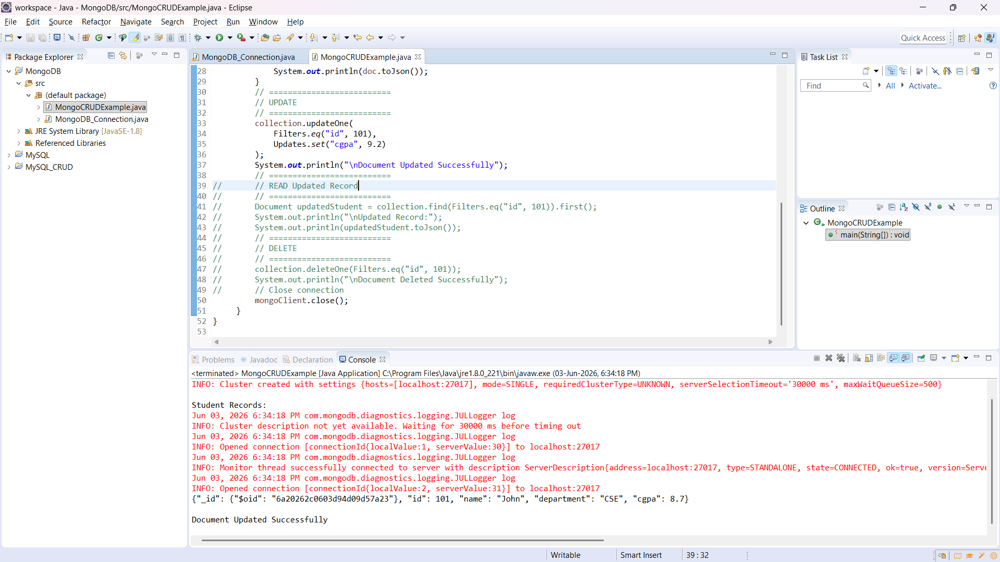 workspace - Java - MongoDB/src/MongoCRUDExample.java - Eclipse
File Edit Source Refactor Navigate Search Project Run Window Help
Quick Access
Package Explorer
MongoDB
src
(default package)
MongoCRUDExample.java
MongoDB_Connection.java
JRE System Library [JavaSE-1.8]
Referenced Libraries
MySQL
MySQL_CRUD
MongoDB_Connection.java MongoCRUDExample.java
28 System.out.println(doc.toJson());
29 }
30 // ==========================
31 // UPDATE
32 // ==========================
33 collection.updateOne(
34 Filters.eq("id", 101),
35 Updates.set("cgpa", 9.2)
36 );
37 System.out.println("\nDocument Updated Successfully");
38 // ==========================
39 // // READ Updated Record
40 // // ==========================
41 // Document updatedStudent = collection.find(Filters.eq("id", 101)).first();
42 // System.out.println("\nUpdated Record:");
43 // System.out.println(updatedStudent.toJson());
44 // // ==========================
45 // // DELETE
46 // // ==========================
47 // collection.deleteOne(Filters.eq("id", 101));
48 // System.out.println("\nDocument Deleted Successfully");
49 // // Close connection
50 mongoClient.close();
51 }
52 }
53
Task List
Find All Activate...
Outline
MongoCRUDExample
main(String[]) : void
Problems @ Javadoc Declaration Console
<terminated> MongoCRUDExample [Java Application] C:\Program Files\Java\jre1.8.0_221\bin\javaw.exe (03-Jun-2026, 6:34:18 PM)
INFO: Cluster created with settings {hosts=[localhost:27017], mode=SINGLE, requiredClusterType=UNKNOWN, serverSelectionTimeout='30000 ms', maxWaitQueueSize=500}
Student Records:
Jun 03, 2026 6:34:18 PM com.mongodb.diagnostics.logging.JULLogger log
INFO: Cluster description not yet available. Waiting for 30000 ms before timing out
Jun 03, 2026 6:34:18 PM com.mongodb.diagnostics.logging.JULLogger log
INFO: Opened connection [connectionId{localValue:1, serverValue:30}] to localhost:27017
Jun 03, 2026 6:34:18 PM com.mongodb.diagnostics.logging.JULLogger log
INFO: Monitor thread successfully connected to server with description ServerDescription{address=localhost:27017, type=STANDALONE, state=CONNECTED, ok=true, version=Serve
Jun 03, 2026 6:34:18 PM com.mongodb.diagnostics.logging.JULLogger log
INFO: Opened connection [connectionId{localValue:2, serverValue:31}] to localhost:27017
{"_id": {"$oid": "6a20262c0603d94d09d57a23"}, "id": 101, "name": "John", "department": "CSE", "cgpa": 8.7}
Document Updated Successfully
Writable Smart Insert 39 : 32